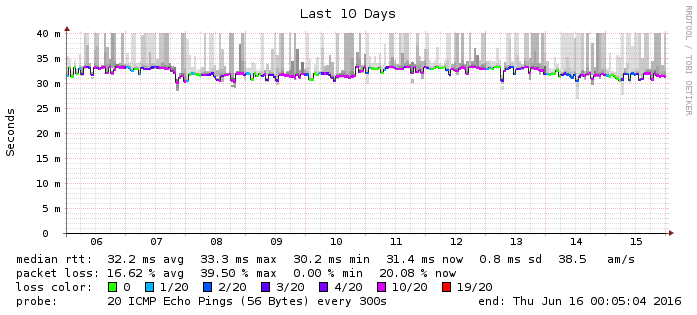 Last 10 Days
RRDTOOL / TOBI OETIKER
Seconds
40 m
35 m
30 m
25 m
20 m
15 m
10 m
5 m
0
06 07 08 09 10 11 12 13 14 15
median rtt: 32.2 ms avg 33.3 ms max 30.2 ms min 31.4 ms now 0.8 ms sd 38.5 am/s
packet loss: 16.62 % avg 39.50 % max 0.00 % min 20.08 % now
loss color: 0 1/20 2/20 3/20 4/20 10/20 19/20
probe: 20 ICMP Echo Pings (56 Bytes) every 300s end: Thu Jun 16 00:05:04 2016